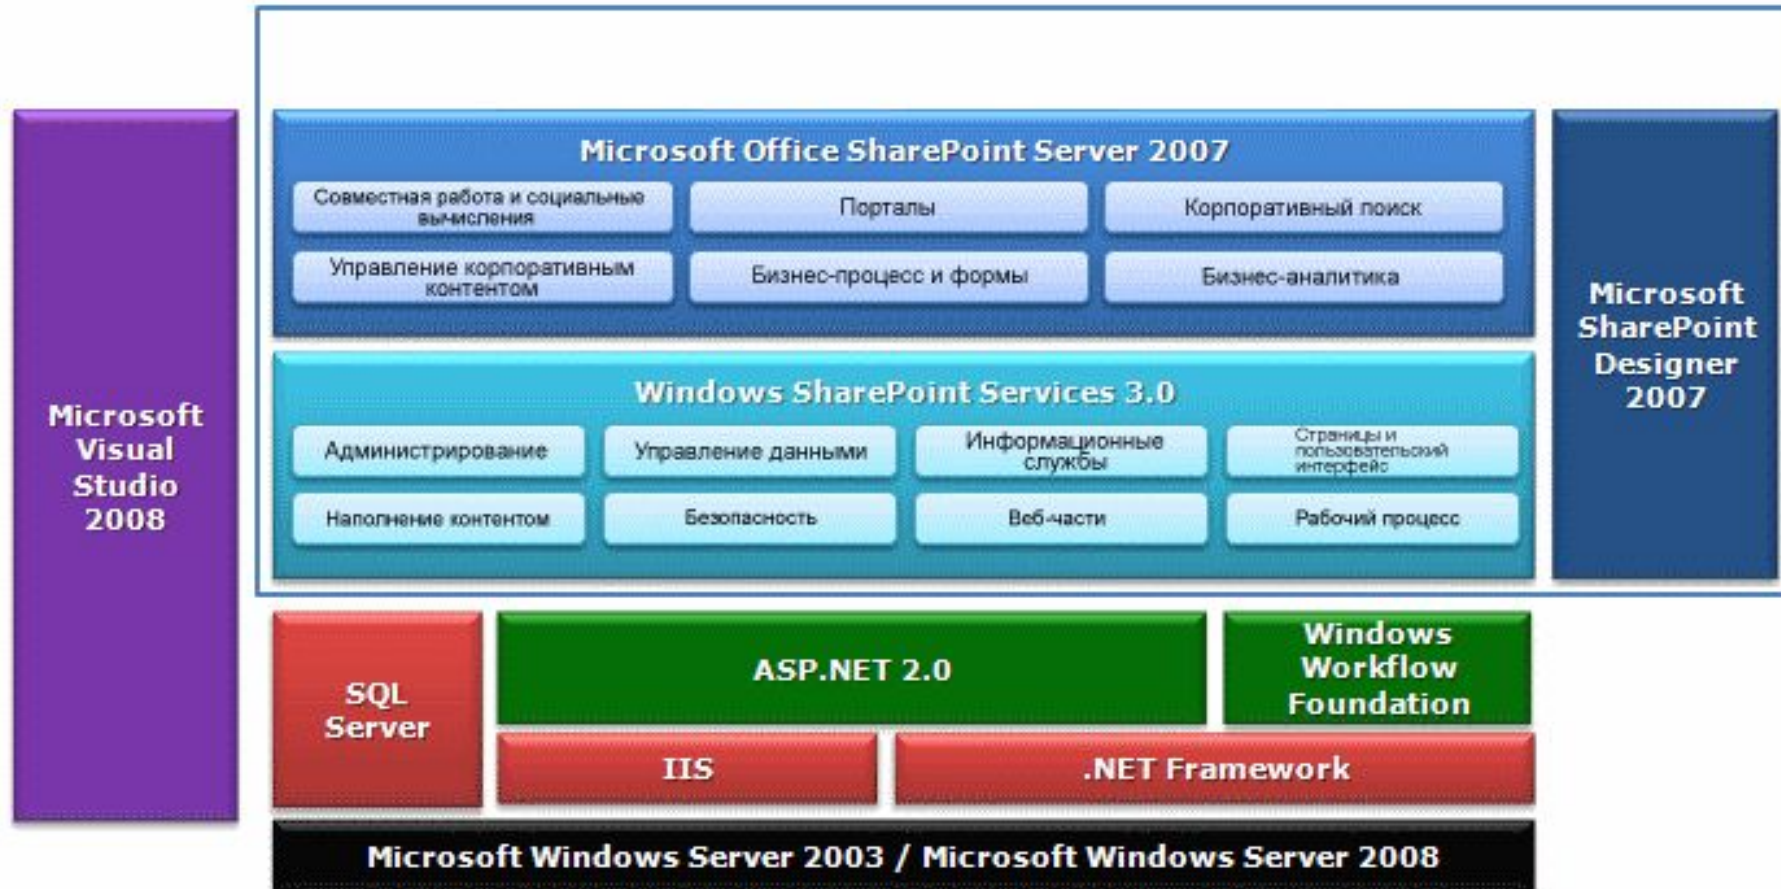 Microsoft
Visual
Studio
2008
Microsoft Office SharePoint Server 2007
Совместная работа и социальные
вычисления
Порталы
Корпоративный поиск
Управление корпоративным
контентом
Бизнес-процесс и формы
Бизнес-аналитика
Windows SharePoint Services 3.0
Администрирование
Управление данными
Информационные
службы
Страницы и
пользовательский
интерфейс
Наполнение контентом
Безопасность
Веб-части
Рабочий процесс
Microsoft
SharePoint
Designer
2007
SQL
Server
ASP.NET 2.0
Windows
Workflow
Foundation
IIS
.NET Framework
Microsoft Windows Server 2003 / Microsoft Windows Server 2008